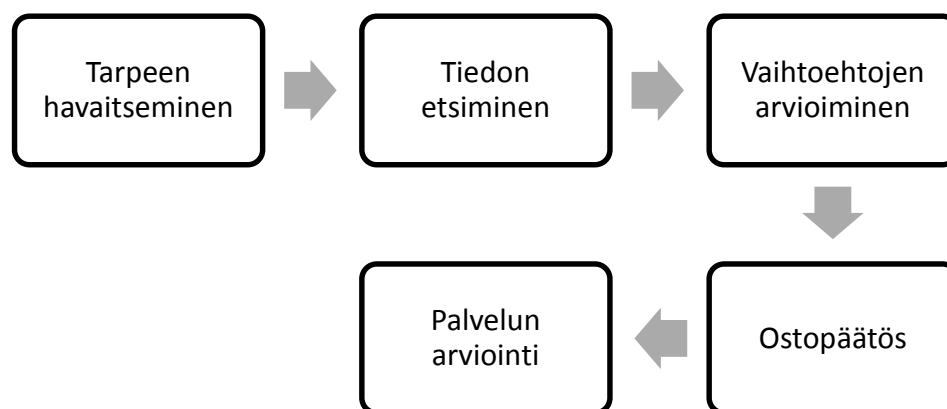 Tarpeen
havaitseminen
Tiedon
etsiminen
Vaihtoehtojen
arvioiminen
Ostopäätös
Palvelun
arviointi